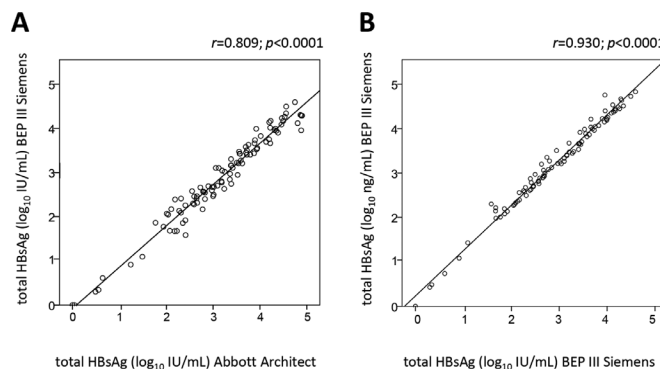 A
r=0.809; p<0.0001
total HBsAg (log10 IU/mL) BEP III Siemens
5
4
3
2
1
0
0 1 2 3 4 5
total HBsAg (log10 IU/mL) Abbott Architect
B
r=0.930; p<0.0001
total HBsAg (log10 ng/mL) BEP III Siemens
5
4
3
2
1
0
0 1 2 3 4 5
total HBsAg (log10 IU/mL) BEP III Siemens